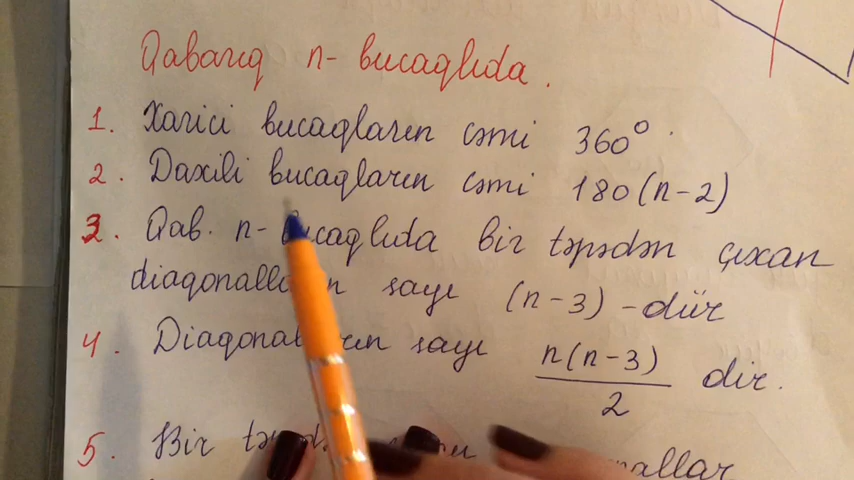 Qabarıq n- bucaqlıda.
1. Xarici bucaqların cəmi 360°.
2. Daxili bucaqların cəmi 180(n-2)
3. Qab. n- bucaqlıda bir təpədən çıxan
diaqonalların sayı (n-3) -dür
4. Diaqonalların sayı n(n-3)/2 dir.
5. Bir